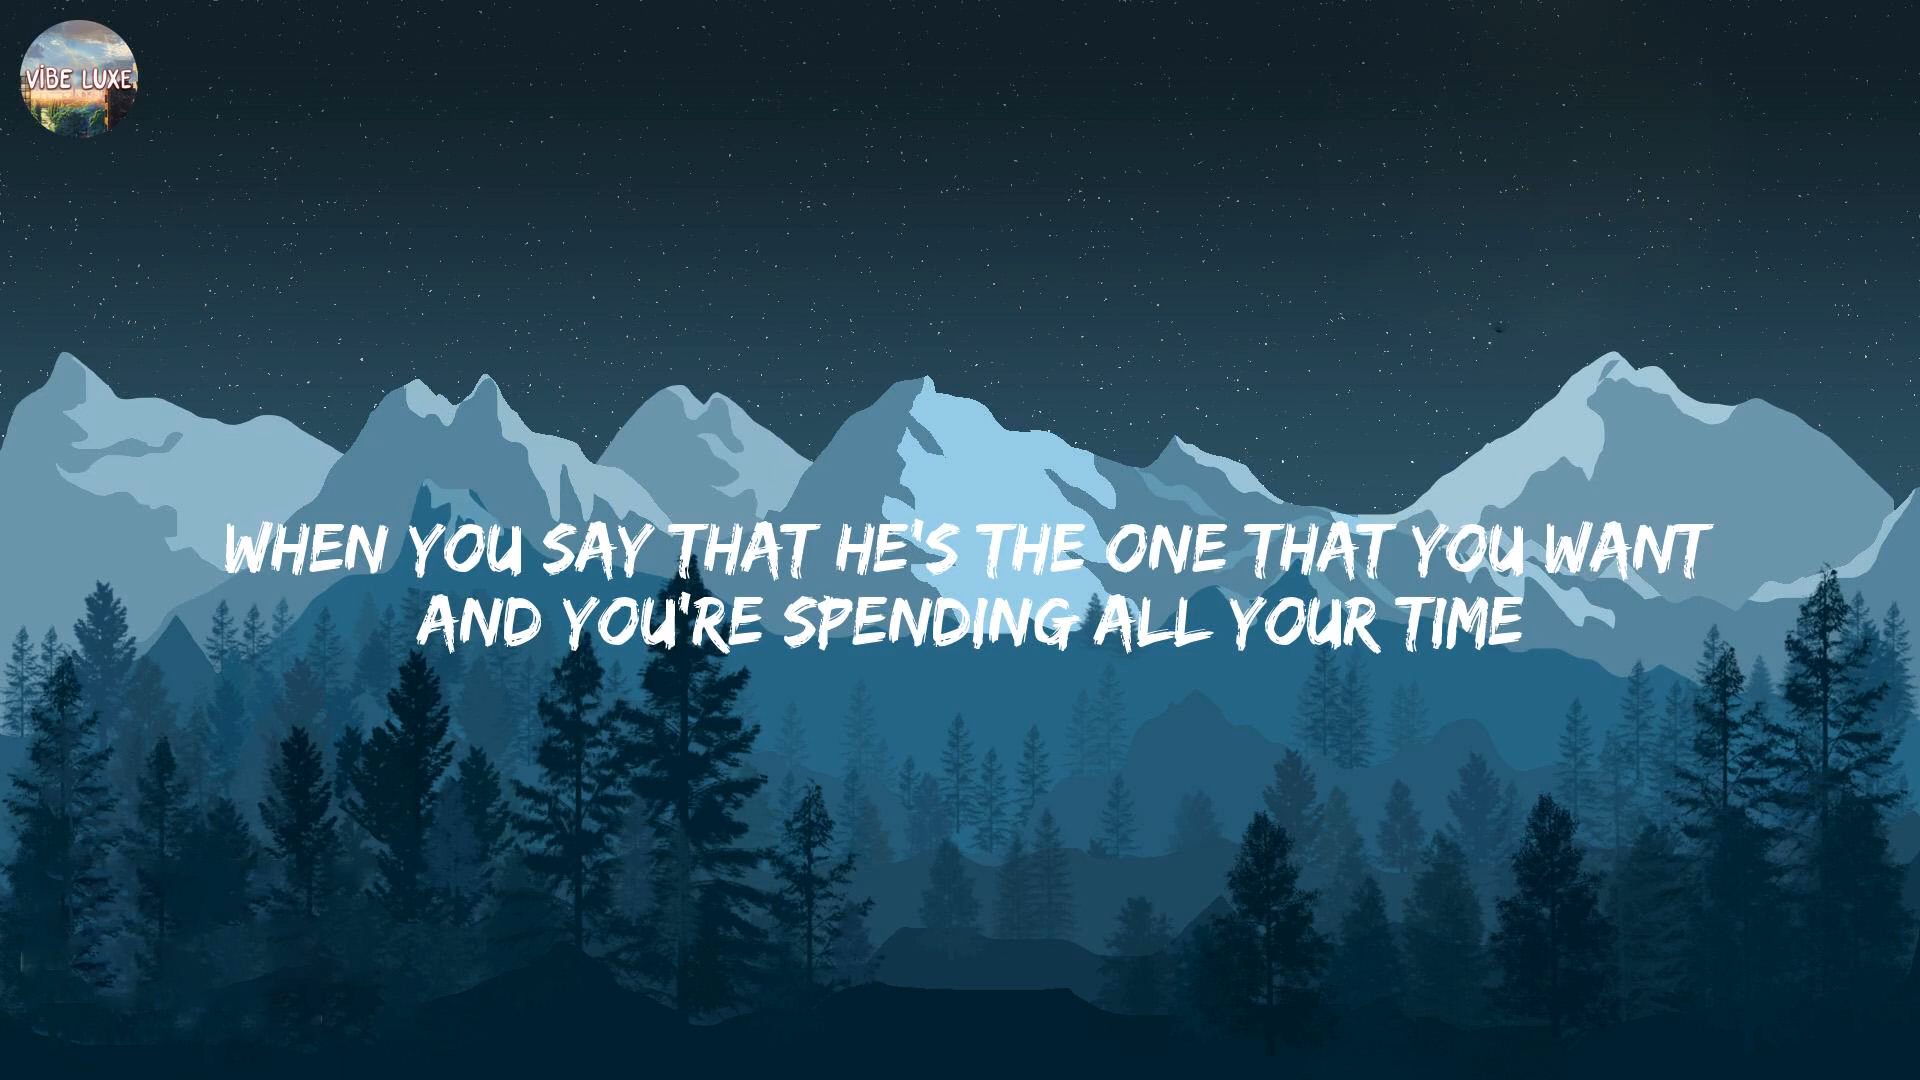 VIBE LUXE
WHEN YOU SAY THAT HE'S THE ONE THAT YOU WANT
AND YOU'RE SPENDING ALL YOUR TIME